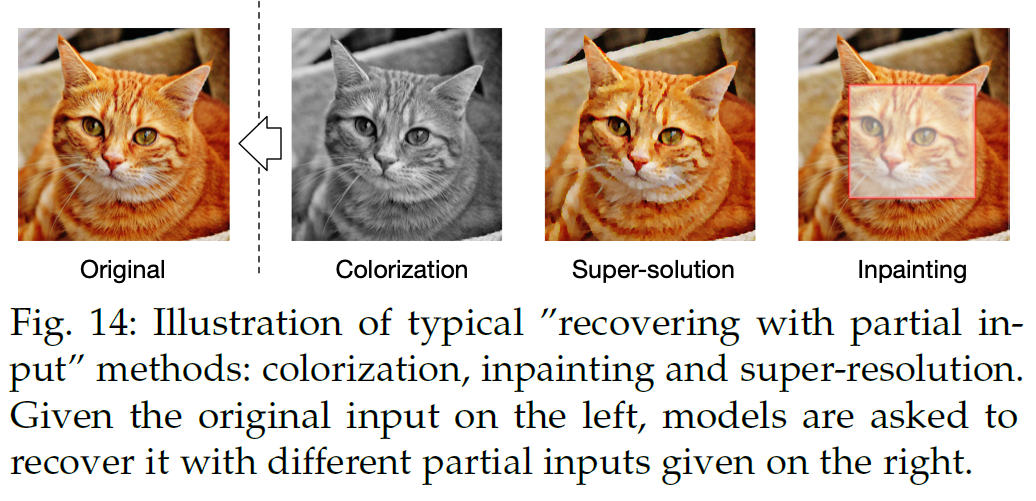 Original
Colorization
Super-solution
Inpainting
Fig. 14: Illustration of typical ”recovering with partial in-
put” methods: colorization, inpainting and super-resolution.
Given the original input on the left, models are asked to
recover it with different partial inputs given on the right.